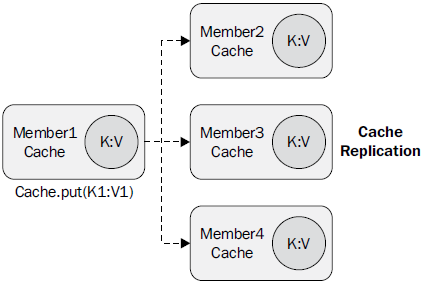 Member2
Cache
K:V
Member1
Cache
K:V
Cache.put(K1:V1)
Member3
Cache
K:V
Cache
Replication
Member4
Cache
K:V